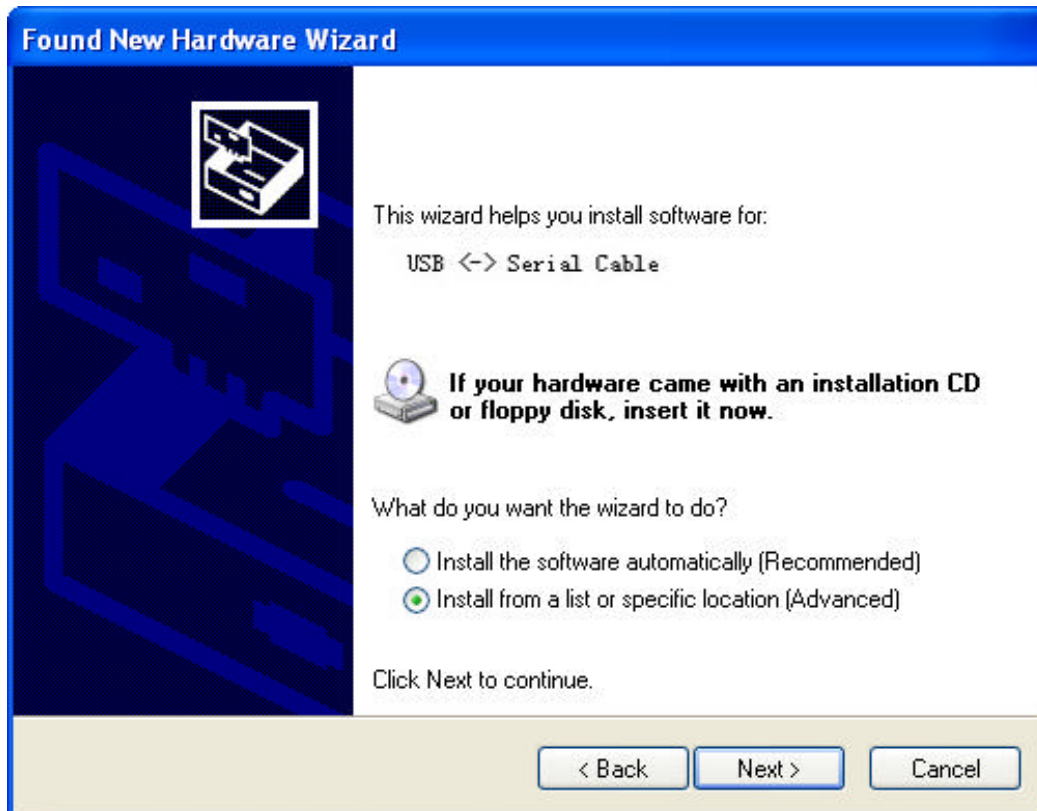 Found New Hardware Wizard
This wizard helps you install software for:
USB <-> Serial Cable
If your hardware came with an installation CD
or floppy disk, insert it now.
What do you want the wizard to do?
Install the software automatically (Recommended)
Install from a list or specific location (Advanced)
Click Next to continue.
< Back Next > Cancel